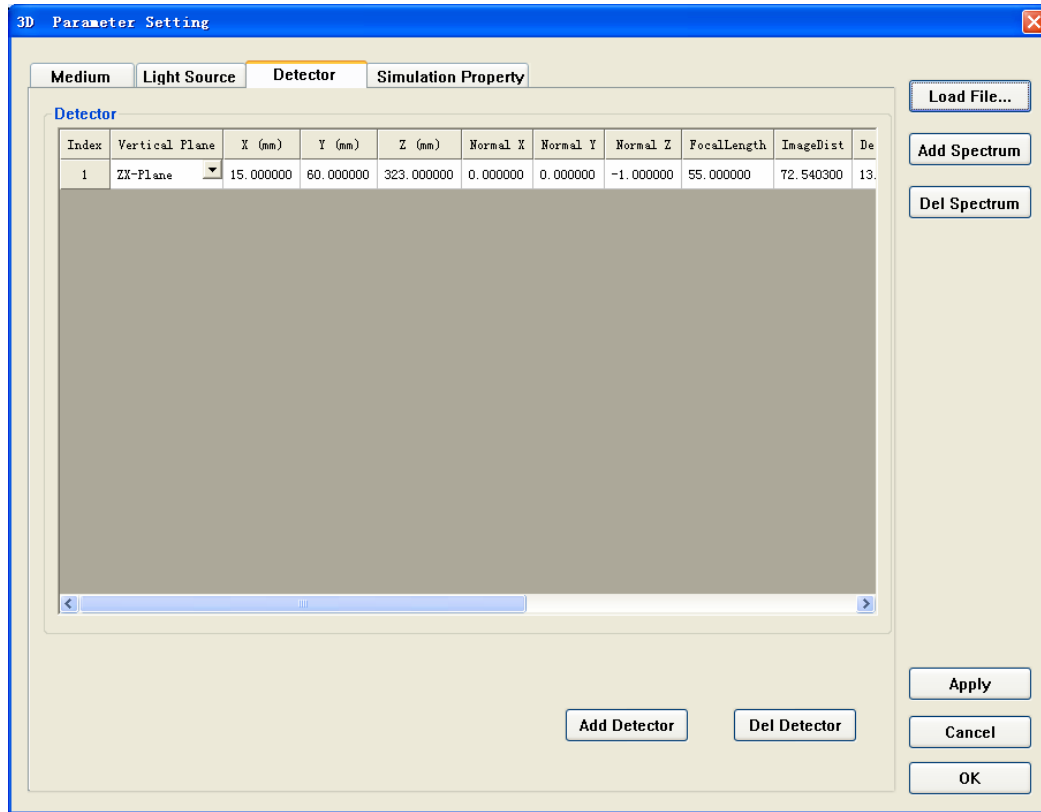 3D Parameter Setting
Medium Light Source Detector Simulation Property
Load File...
Detector
Index Vertical Plane X (mm) Y (mm) Z (mm) Normal X Normal Y Normal Z FocalLength ImageDist De
Add Spectrum
1 ZX-Plane 15.000000 60.000000 323.000000 0.000000 0.000000 -1.000000 55.000000 72.540300 13.
Del Spectrum
Apply
Add Detector Del Detector
Cancel
OK